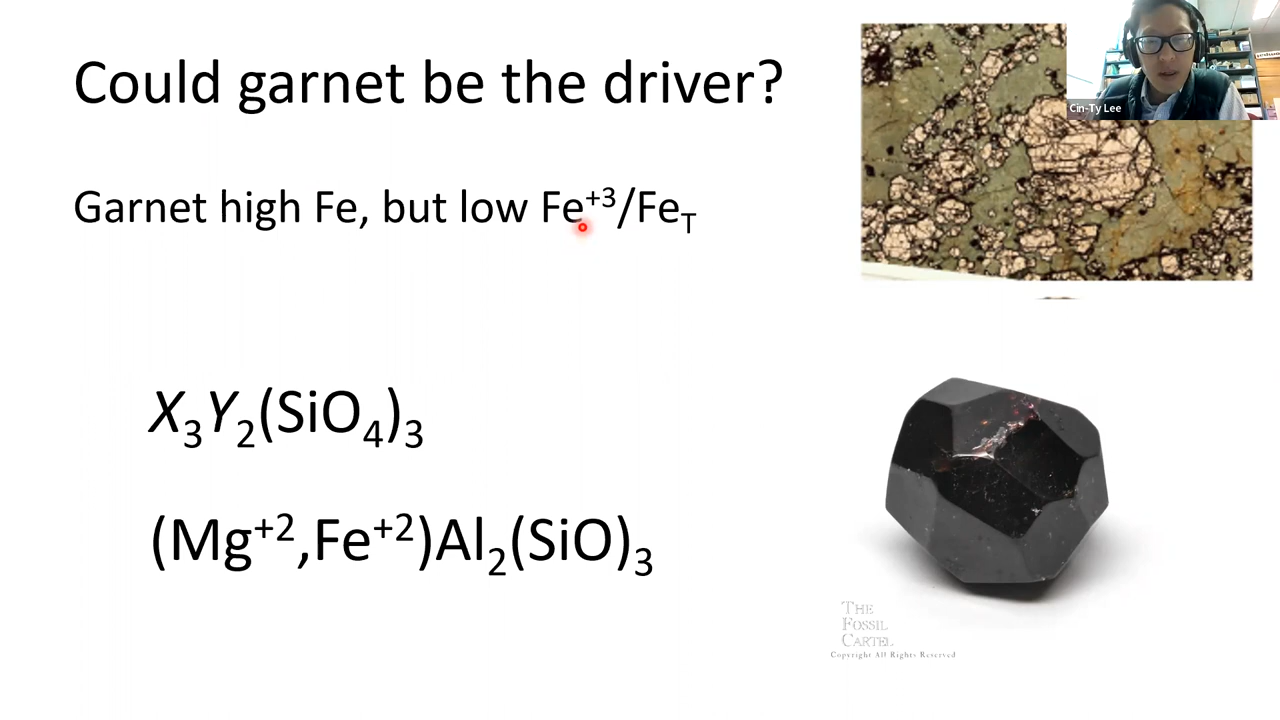 Could garnet be the driver?
Cin-Ty Lee
Garnet high Fe, but low Fe⁺³/Feᴛ
X₃Y₂(SiO₄)₃
(Mg⁺²,Fe⁺²)Al₂(SiO)₃
THE
FOSSIL
CARTEL
Copyright All Rights Reserved